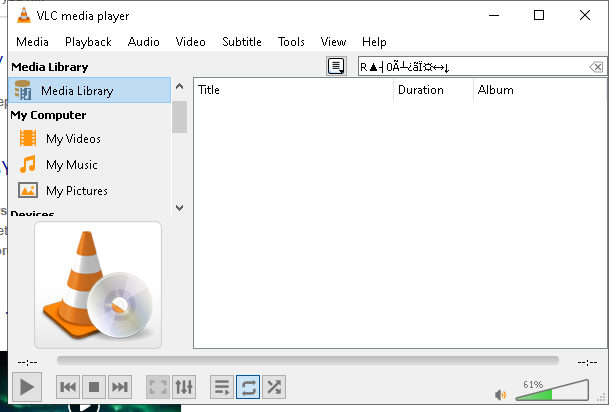 VLC media player
Media Playback Audio Video Subtitle Tools View Help
Media Library
R▲┤0Ã┴¿ãÏ¤↔↓
Media Library
Title Duration Album
My Computer
My Videos
My Music
My Pictures
Devices
--:-- --:--
61%